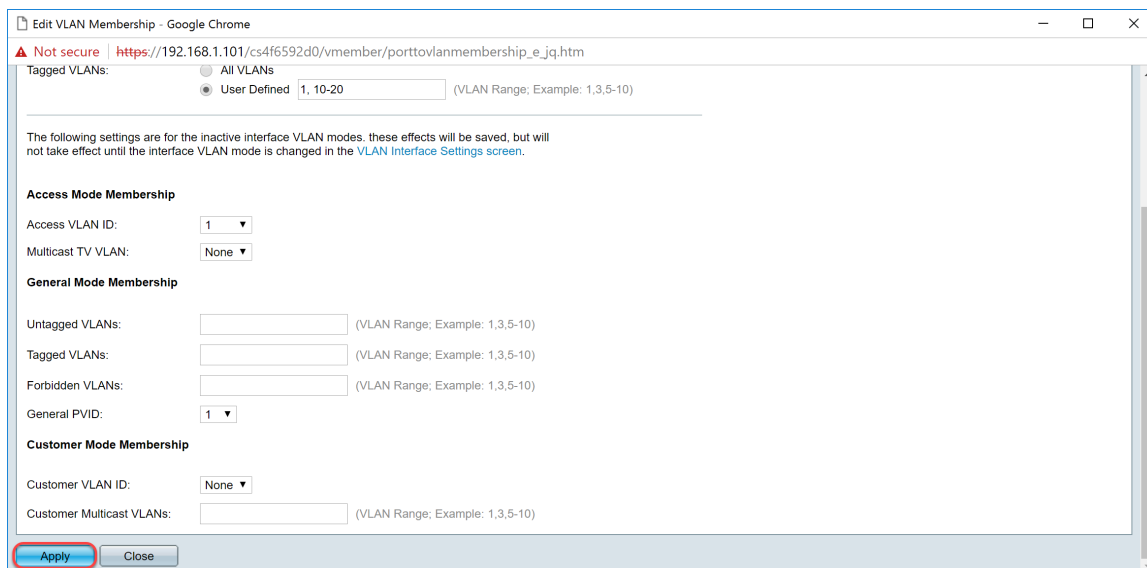 Edit VLAN Membership - Google Chrome
Not secure https://192.168.1.101/cs4f6592d0/vmember/porttovlanmembership_e_jq.htm
Tagged VLANs: All VLANs
User Defined 1, 10-20 (VLAN Range; Example: 1,3,5-10)
The following settings are for the inactive interface VLAN modes. these effects will be saved, but will
not take effect until the interface VLAN mode is changed in the VLAN Interface Settings screen.
Access Mode Membership
Access VLAN ID: 1
Multicast TV VLAN: None
General Mode Membership
Untagged VLANs: (VLAN Range; Example: 1,3,5-10)
Tagged VLANs: (VLAN Range; Example: 1,3,5-10)
Forbidden VLANs: (VLAN Range; Example: 1,3,5-10)
General PVID: 1
Customer Mode Membership
Customer VLAN ID: None
Customer Multicast VLANs: (VLAN Range; Example: 1,3,5-10)
Apply Close